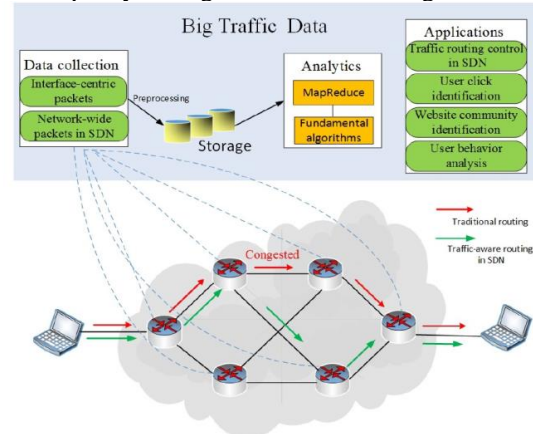 Big Traffic Data
Data collection
Interface-centric
packets
Network-wide
packets in SDN
Preprocessing
Storage
Analytics
MapReduce
Fundamental
algorithms
Applications
Traffic routing control
in SDN
User click
identification
Website community
identification
User behavior
analysis
Congested
Traditional routing
Traffic-aware routing
in SDN